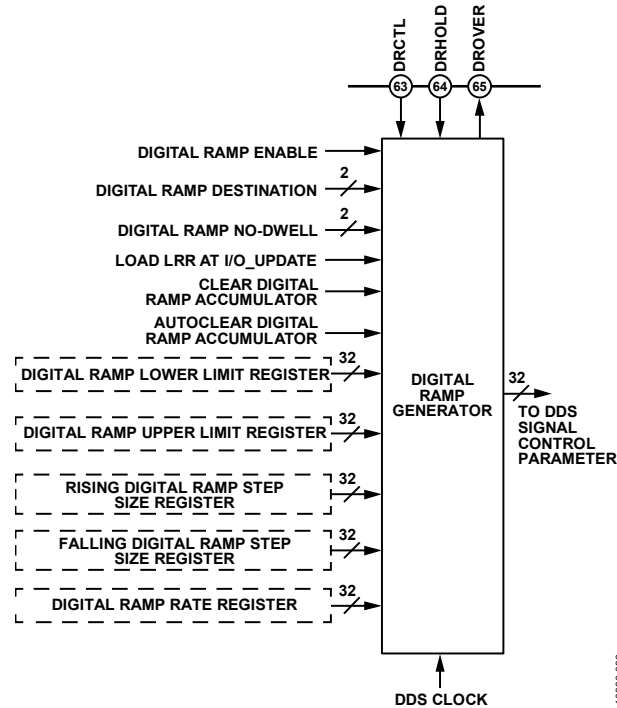 DRCTL
DRHOLD
DROVER
63
64
65
DIGITAL RAMP ENABLE
2
DIGITAL RAMP DESTINATION
2
DIGITAL RAMP NO-DWELL
LOAD LRR AT I/O_UPDATE
CLEAR DIGITAL
RAMP ACCUMULATOR
AUTOCLEAR DIGITAL
RAMP ACCUMULATOR
32
DIGITAL RAMP LOWER LIMIT REGISTER
32
DIGITAL RAMP UPPER LIMIT REGISTER
32
RISING DIGITAL RAMP STEP
SIZE REGISTER
32
FALLING DIGITAL RAMP STEP
SIZE REGISTER
32
DIGITAL RAMP RATE REGISTER
DIGITAL
RAMP
GENERATOR
32
TO DDS
SIGNAL
CONTROL
PARAMETER
DDS CLOCK